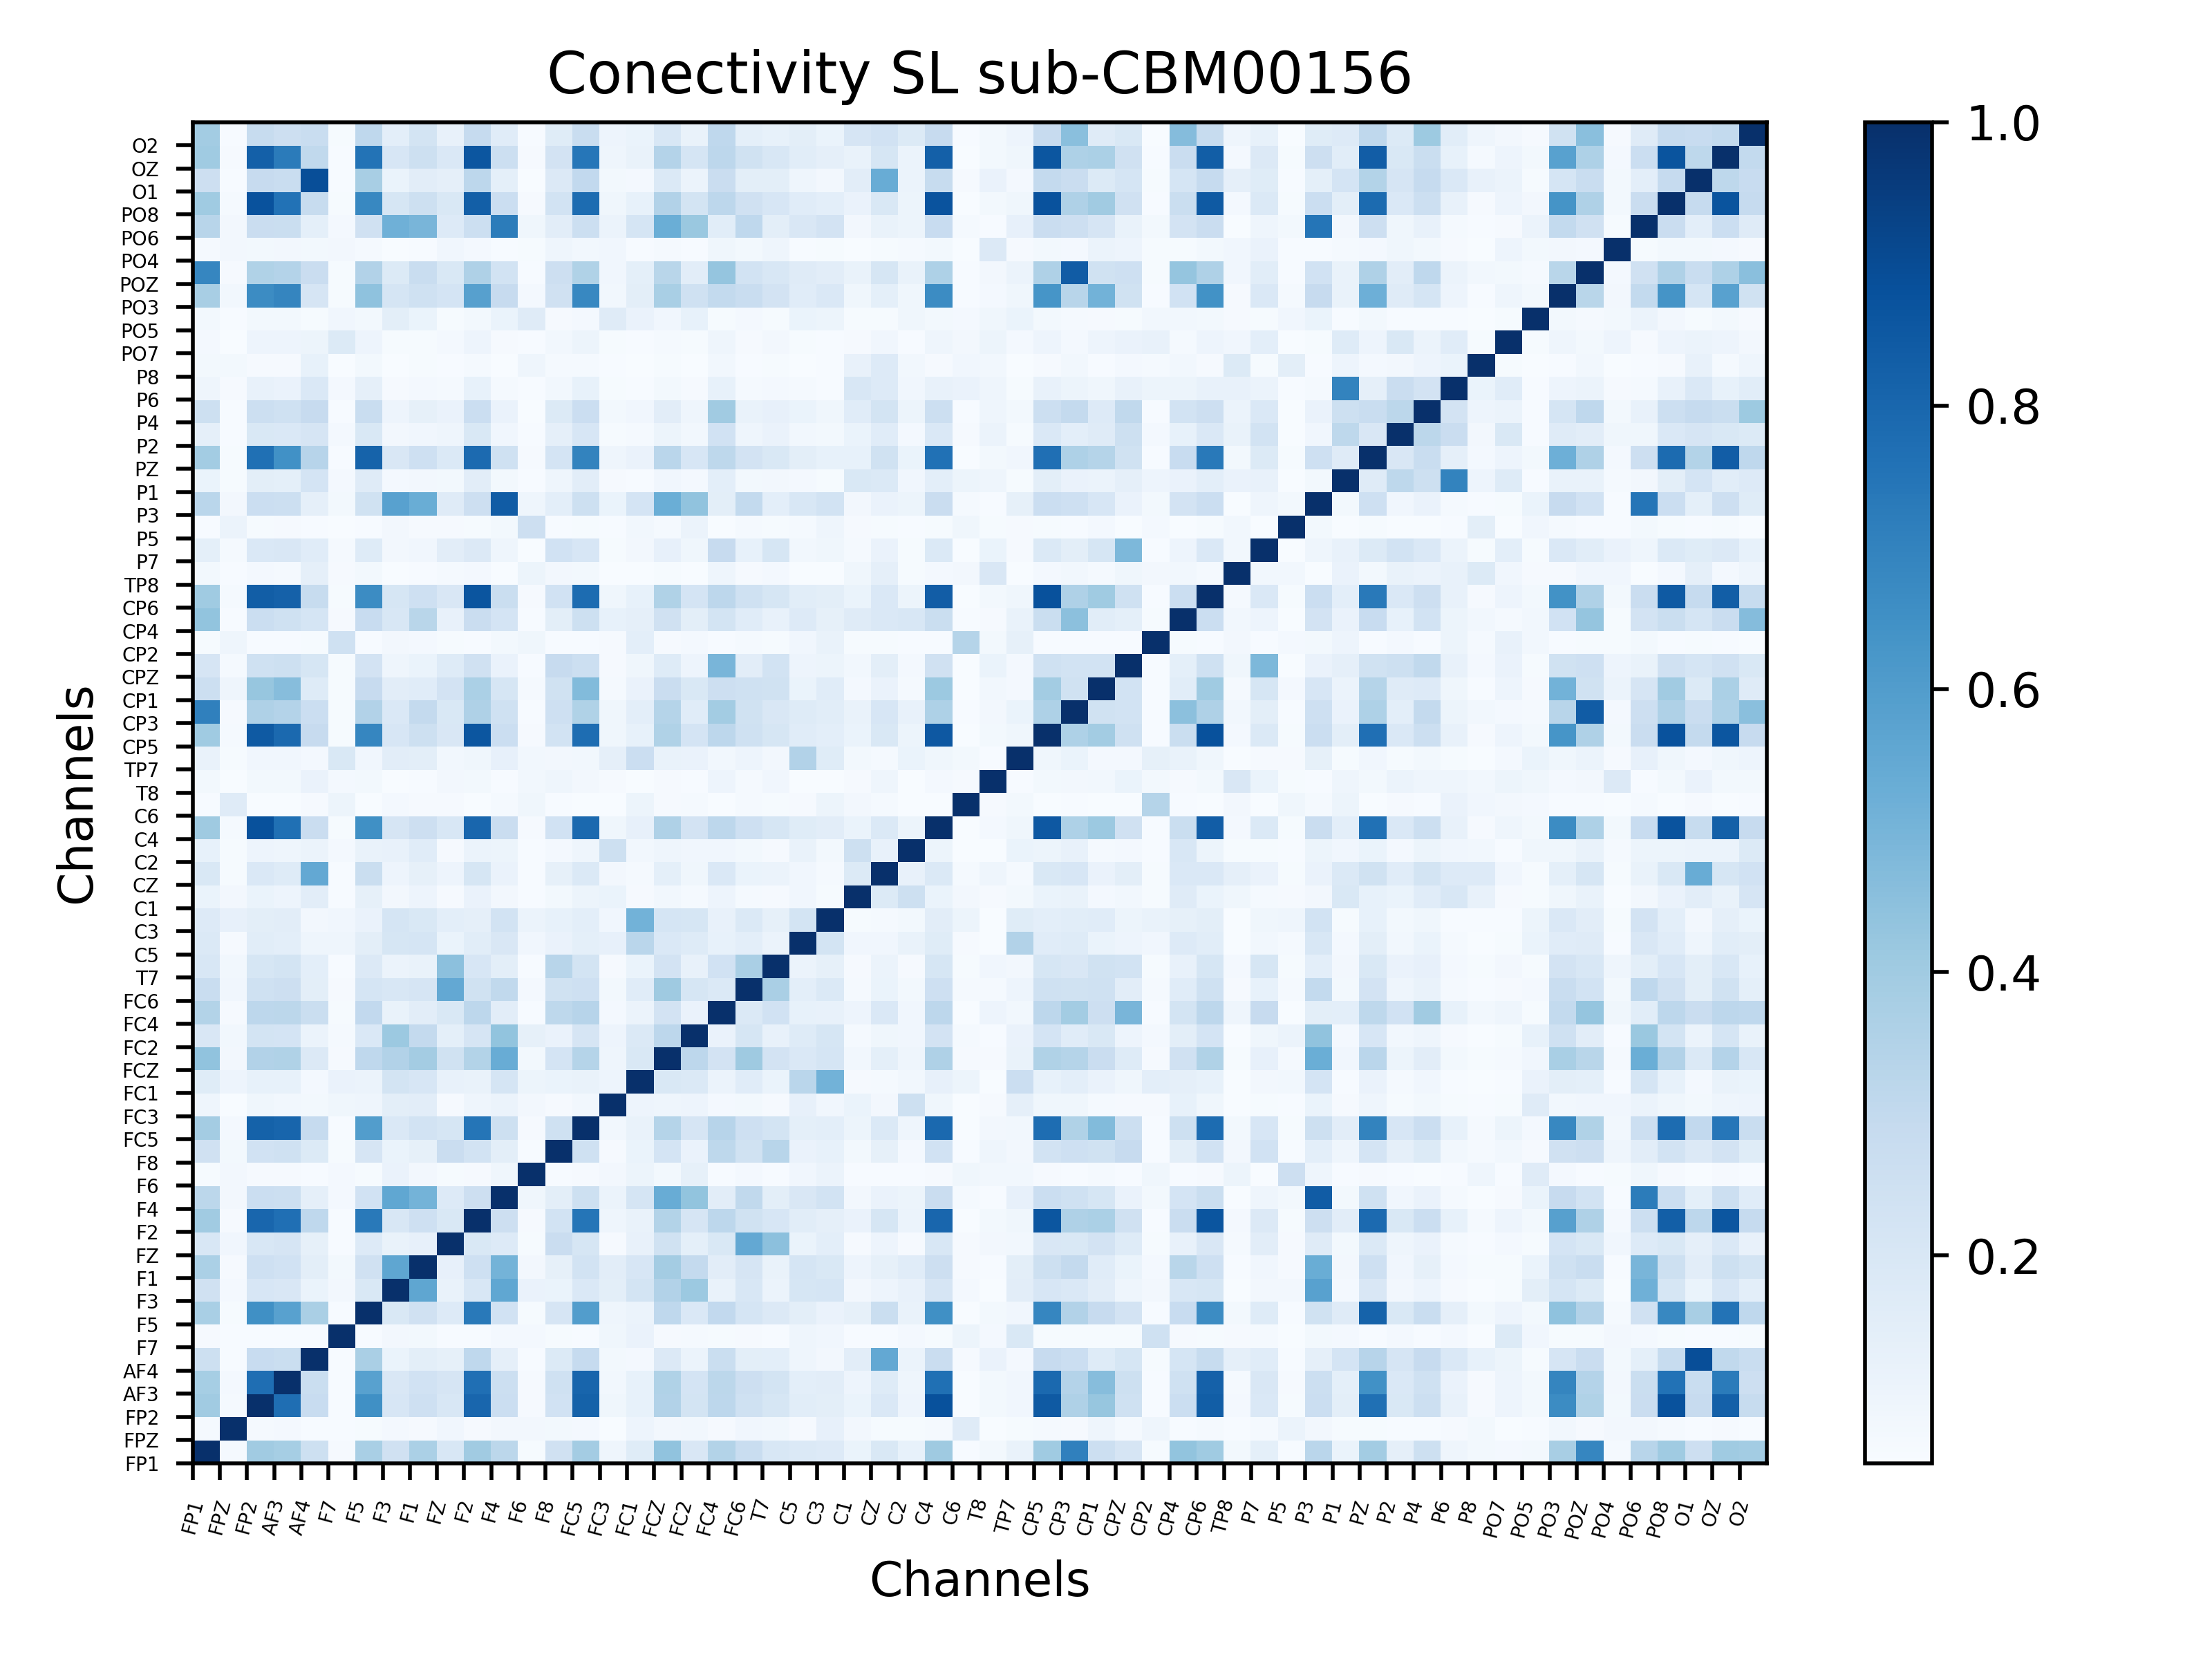 Conectivity SL sub-CBM00156
O2
OZ
O1
PO8
PO6
PO4
POZ
PO3
PO5
PO7
P8
P6
P4
P2
PZ
P1
P3
P5
P7
TP8
CP6
CP4
CP2
CPZ
CP1
CP3
CP5
TP7
T8
C6
C4
C2
CZ
C1
C3
C5
T7
FC6
FC4
FC2
FCZ
FC1
FC3
FC5
F8
F6
F4
F2
FZ
F1
F3
F5
F7
AF4
AF3
FP2
FPZ
FP1
Channels
FP1 FPZ FP2 AF3 AF4 F7 F5 F3 F1 FZ F2 F4 F6 F8 FC5 FC3 FC1 FCZ FC2 FC4 FC6 T7 C5 C3 C1 CZ C2 C4 C6 T8 TP7 CP5 CP3 CP1 CPZ CP2 CP4 CP6 TP8 P7 P5 P3 P1 PZ P2 P4 P6 P8 PO7 PO5 PO3 POZ PO4 PO6 PO8 O1 OZ O2
Channels
1.0
0.8
0.6
0.4
0.2